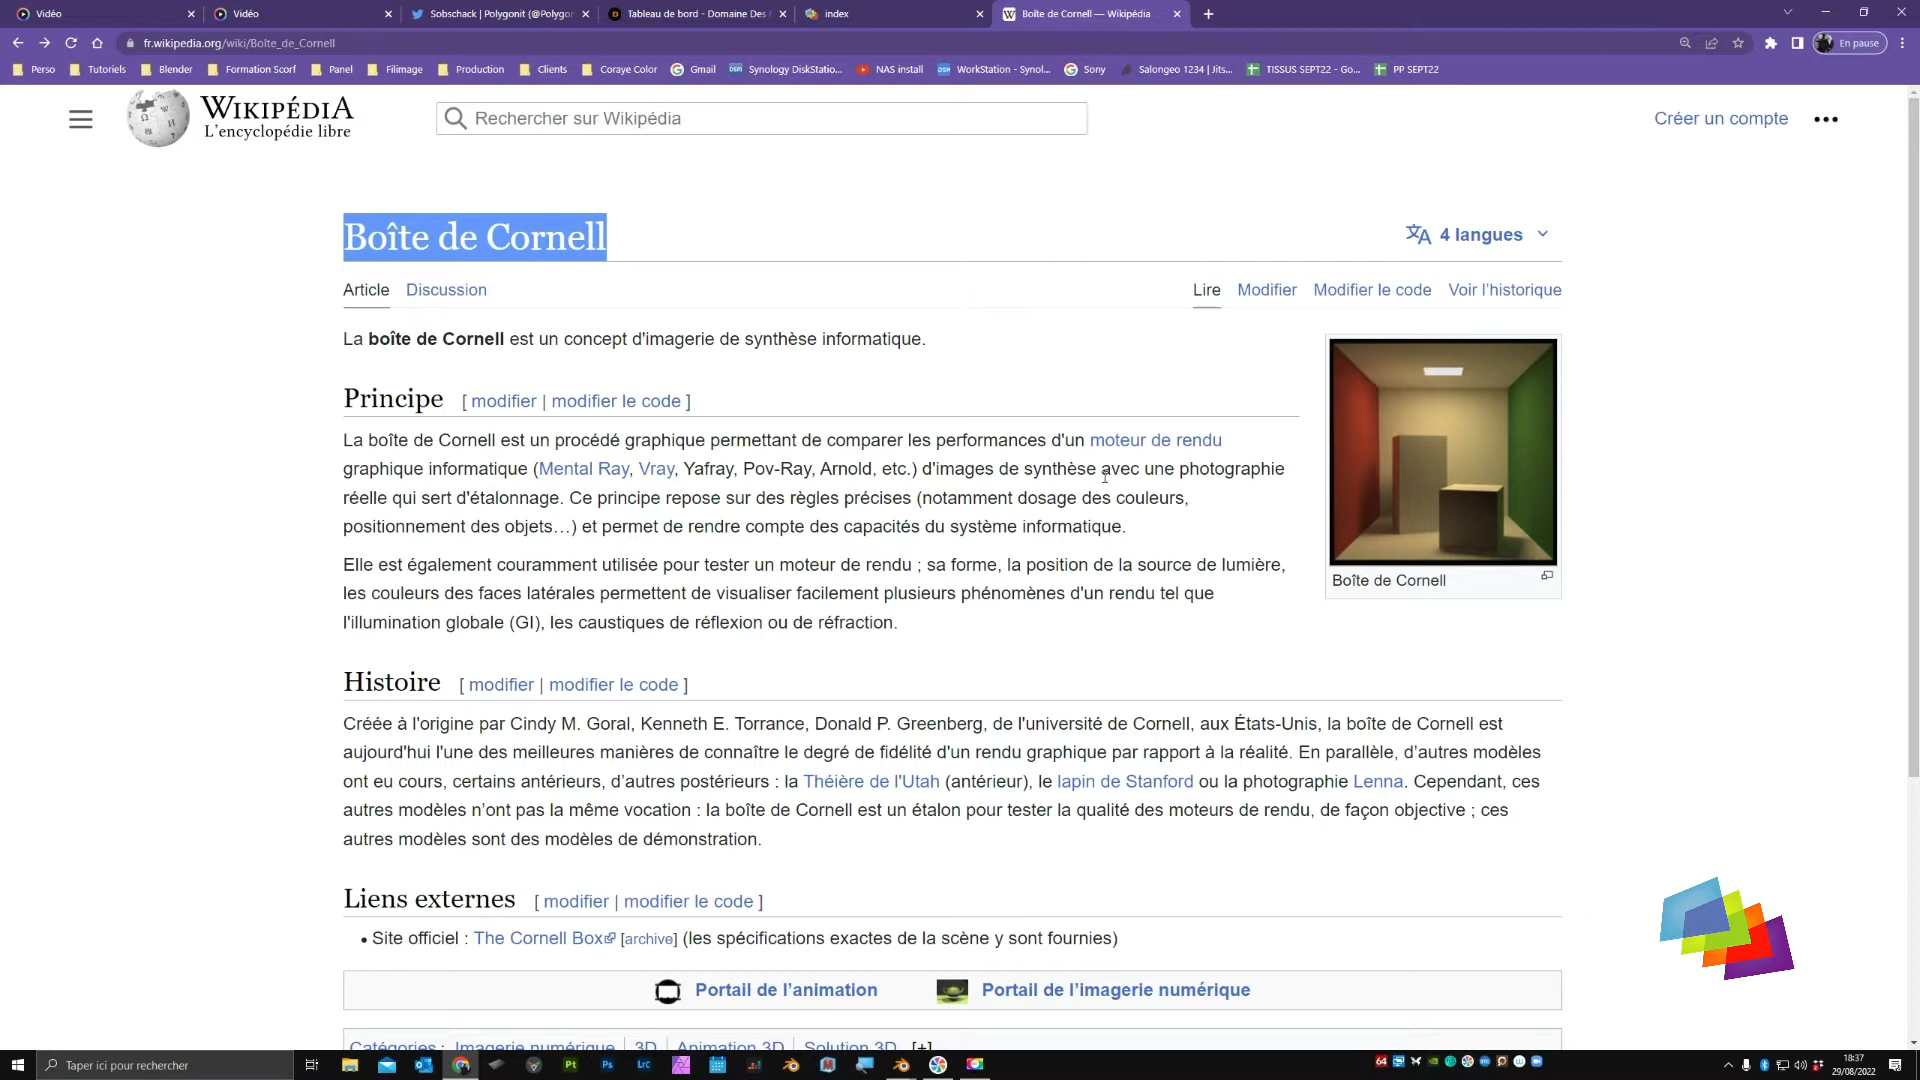 Vidéo
Vidéo
Sobschack | Polygonit (@Polygon
Tableau de bord - Domaine Des
index
Boîte de Cornell — Wikipédia
fr.wikipedia.org/wiki/Boîte_de_Cornell
En pause
Perso
Tutoriels
Blender
Formation Scorf
Panel
Filimage
Production
Clients
Coraye Color
Gmail
Synology DiskStatio...
NAS install
WorkStation - Synol...
Sony
Salongeo 1234 | Jits...
TISSUS SEPT22 - Go...
PP SEPT22
WIKIPÉDIA
L'encyclopédie libre
Rechercher sur Wikipédia
Créer un compte
Boîte de Cornell
4 langues
Article Discussion
Lire Modifier Modifier le code Voir l'historique
La boîte de Cornell est un concept d'imagerie de synthèse informatique.
Principe [ modifier | modifier le code ]
La boîte de Cornell est un procédé graphique permettant de comparer les performances d'un moteur de rendu
graphique informatique (Mental Ray, Vray, Yafray, Pov-Ray, Arnold, etc.) d'images de synthèse avec une photographie
réelle qui sert d'étalonnage. Ce principe repose sur des règles précises (notamment dosage des couleurs,
positionnement des objets…) et permet de rendre compte des capacités du système informatique.
Elle est également couramment utilisée pour tester un moteur de rendu ; sa forme, la position de la source de lumière,
les couleurs des faces latérales permettent de visualiser facilement plusieurs phénomènes d'un rendu tel que
l'illumination globale (GI), les caustiques de réflexion ou de réfraction.
Boîte de Cornell
Histoire [ modifier | modifier le code ]
Créée à l'origine par Cindy M. Goral, Kenneth E. Torrance, Donald P. Greenberg, de l'université de Cornell, aux États-Unis, la boîte de Cornell est
aujourd'hui l'une des meilleures manières de connaître le degré de fidélité d'un rendu graphique par rapport à la réalité. En parallèle, d'autres modèles
ont eu cours, certains antérieurs, d'autres postérieurs : la Théière de l'Utah (antérieur), le lapin de Stanford ou la photographie Lenna. Cependant, ces
autres modèles n'ont pas la même vocation : la boîte de Cornell est un étalon pour tester la qualité des moteurs de rendu, de façon objective ; ces
autres modèles sont des modèles de démonstration.
Liens externes [ modifier | modifier le code ]
• Site officiel : The Cornell Box [archive] (les spécifications exactes de la scène y sont fournies)
Portail de l'animation
Portail de l'imagerie numérique
Catégories : Imagerie numérique | 3D | Animation 3D | Solution 3D [+]
Taper ici pour rechercher
Pt
Ps
Lrc
64
18:37
29/08/2022